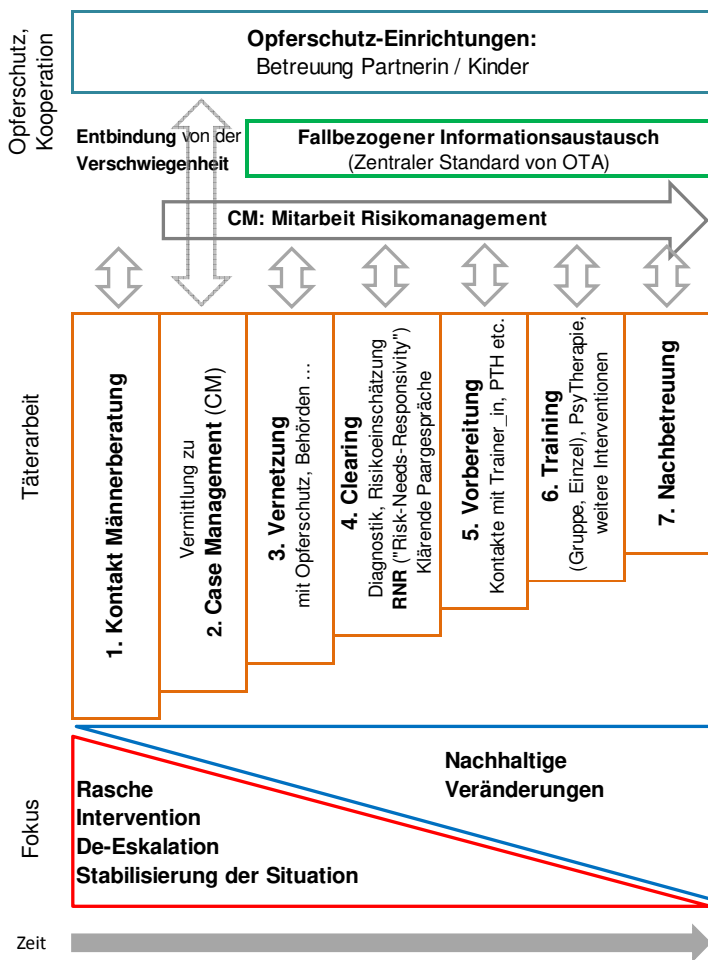 Opferschutz,
Kooperation
Opferschutz-Einrichtungen:
Betreuung Partnerin / Kinder
Entbindung von der
Verschwiegenheit
Fallbezogener Informationsaustausch
(Zentraler Standard von OTA)
CM: Mitarbeit Risikomanagement
Täterarbeit
1. Kontakt Männerberatung
Vermittlung zu
2. Case Management (CM)
3. Vernetzung
mit Opferschutz, Behörden ...
4. Clearing
Diagnostik, Risikoeinschätzung
RNR ("Risk-Needs-Responsivity")
Klärende Paargespräche
5. Vorbereitung
Kontakte mit Trainer_in, PTH etc.
6. Training
(Gruppe, Einzel), PsyTherapie,
weitere Interventionen
7. Nachbetreuung
Fokus
Nachhaltige
Veränderungen
Rasche
Intervention
De-Eskalation
Stabilisierung der Situation
Zeit